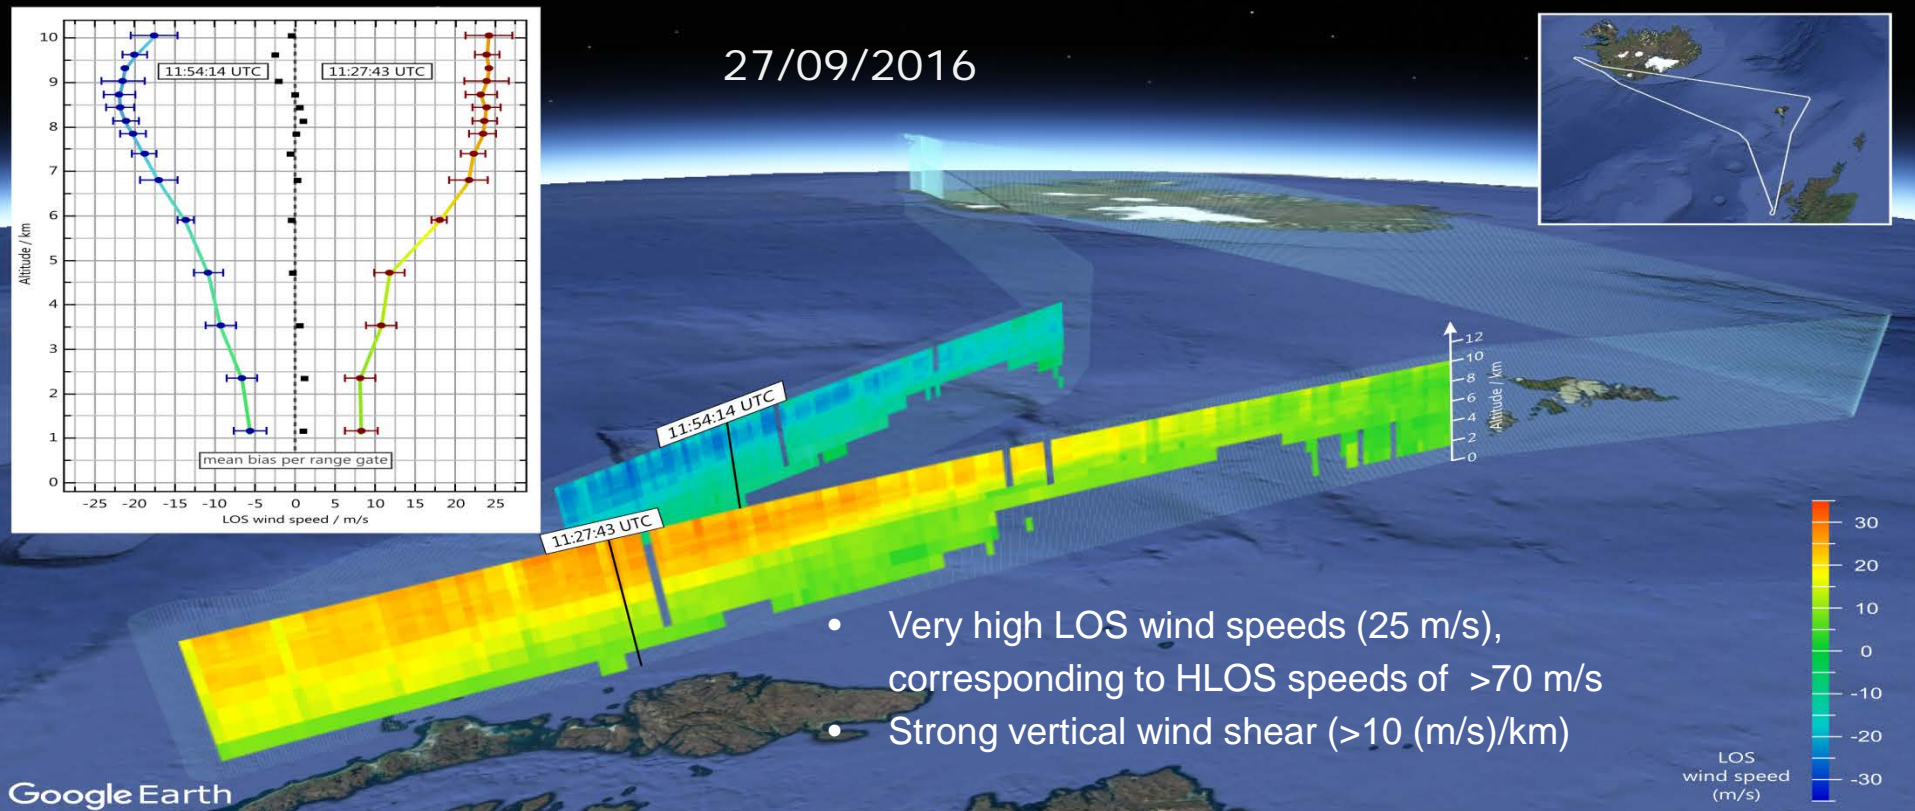 27/09/2016
10
9
8
7
6
5
4
3
2
1
0
Altitude / km
11:54:14 UTC
11:27:43 UTC
mean bias per range gate
-25 -20 -15 -10 -5 0 5 10 15 20 25
LOS wind speed / m/s
12
10
8
6
4
2
0
Altitude / km
11:54:14 UTC
11:27:43 UTC
• Very high LOS wind speeds (25 m/s),
corresponding to HLOS speeds of >70 m/s
• Strong vertical wind shear (>10 (m/s)/km)
30
20
10
0
-10
-20
-30
LOS
wind speed
(m/s)
Google Earth